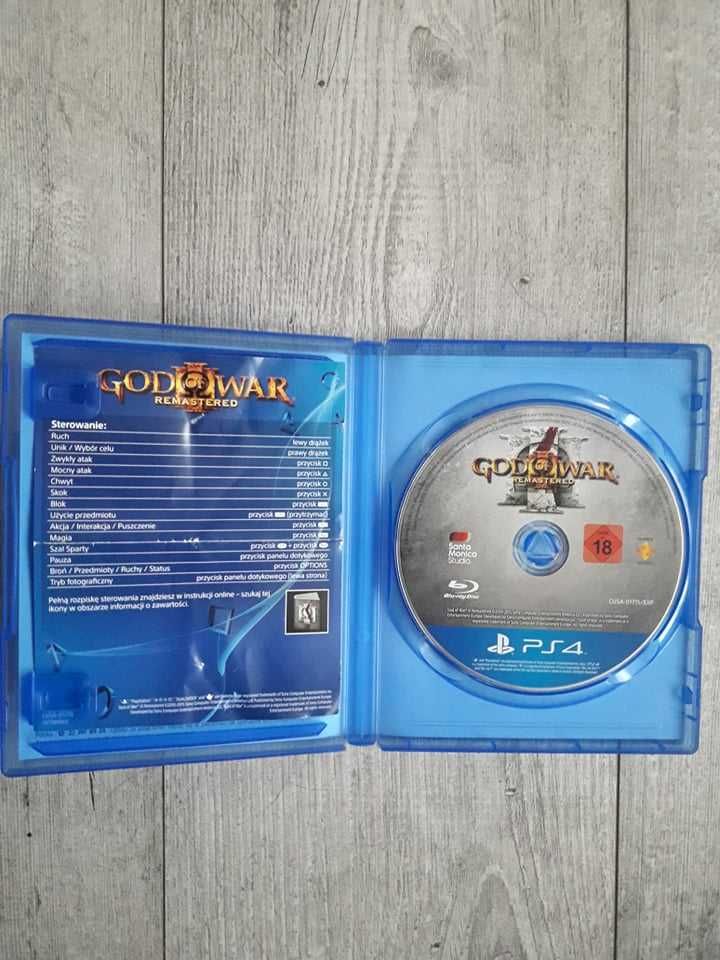 GOD OF WAR III
REMASTERED
Sterowanie:
Ruch lewy drążek
Unik / Wybór celu prawy drążek
Zwykły atak przycisk □
Mocny atak przycisk △
Chwyt przycisk ○
Skok przycisk ✕
Blok przycisk
Użycie przedmiotu przycisk (przytrzymać)
Akcja / Interakcja / Puszczenie przycisk
Magia przycisk
Szał Sparty przycisk + przycisk
Pauza przycisk panelu dotykowego
Broń / Przedmioty / Ruchy / Status przycisk OPTIONS
Tryb fotograficzny przycisk panelu dotykowego (lewa strona)
Pełną rozpiskę sterowania znajdziesz w instrukcji online – szukaj tej
ikony w obszarze informacji o zawartości.
GOD OF WAR III
REMASTERED
Santa
Monica
Studio
18
Blu-ray Disc
PS4